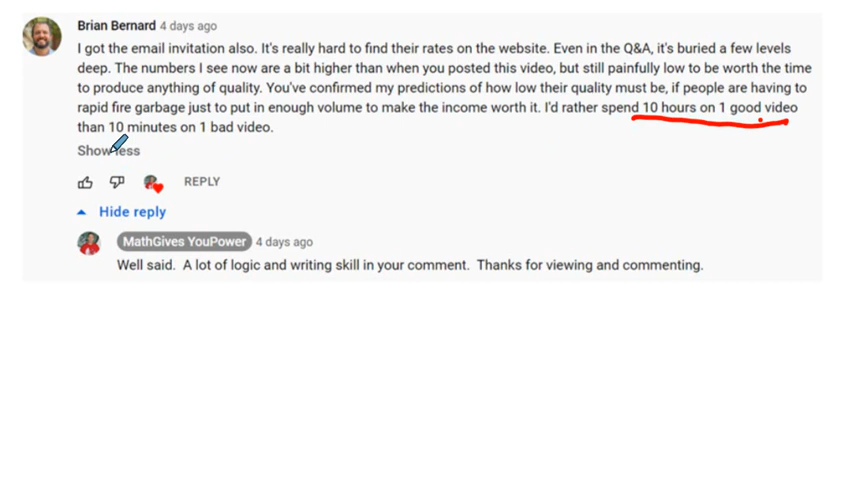 Brian Bernard 4 days ago
I got the email invitation also. It's really hard to find their rates on the website. Even in the Q&A, it's buried a few levels
deep. The numbers I see now are a bit higher than when you posted this video, but still painfully low to be worth the time
to produce anything of quality. You've confirmed my predictions of how low their quality must be, if people are having to
rapid fire garbage just to put in enough volume to make the income worth it. I'd rather spend 10 hours on 1 good video
than 10 minutes on 1 bad video.
Show less
REPLY
Hide reply
MathGives YouPower 4 days ago
Well said. A lot of logic and writing skill in your comment. Thanks for viewing and commenting.